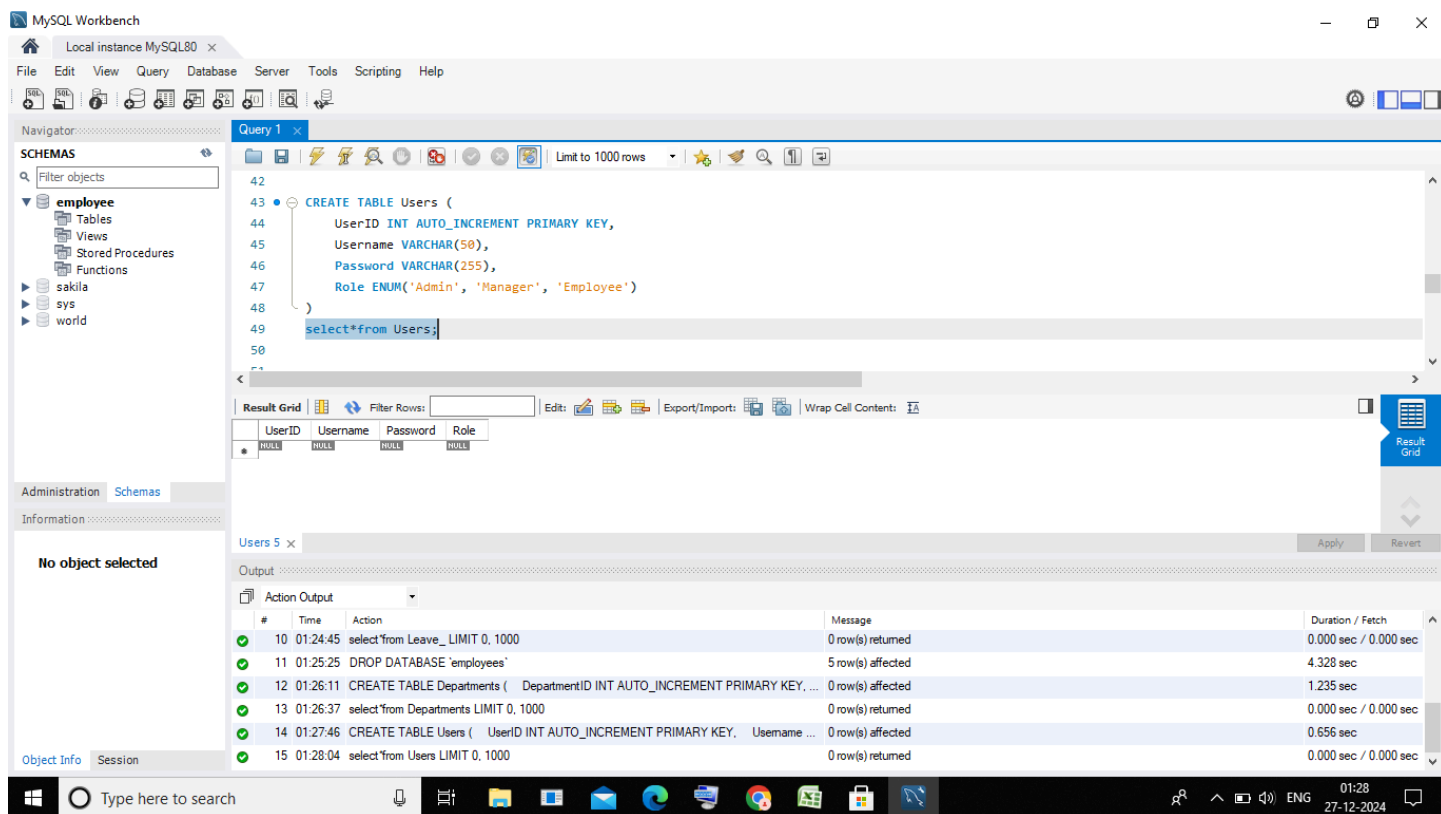 MySQL Workbench
Local instance MySQL80
File Edit View Query Database Server Tools Scripting Help
Navigator
Query 1
SCHEMAS
Limit to 1000 rows
Filter objects
employee
Tables
Views
Stored Procedures
Functions
sakila
sys
world
42
43 CREATE TABLE Users (
44 UserID INT AUTO_INCREMENT PRIMARY KEY,
45 Username VARCHAR(50),
46 Password VARCHAR(255),
47 Role ENUM('Admin', 'Manager', 'Employee')
48 )
49 select*from Users;
50
Result Grid Filter Rows: Edit: Export/Import: Wrap Cell Content:
UserID Username Password Role
NULL NULL NULL NULL
Result Grid
Administration Schemas
Information
No object selected
Users 5
Apply Revert
Output
Action Output
# Time Action Message Duration / Fetch
10 01:24:45 select*from Leave_ LIMIT 0, 1000 0 row(s) returned 0.000 sec / 0.000 sec
11 01:25:25 DROP DATABASE `employees` 5 row(s) affected 4.328 sec
12 01:26:11 CREATE TABLE Departments ( DepartmentID INT AUTO_INCREMENT PRIMARY KEY, ... 0 row(s) affected 1.235 sec
13 01:26:37 select*from Departments LIMIT 0, 1000 0 row(s) returned 0.000 sec / 0.000 sec
14 01:27:46 CREATE TABLE Users ( UserID INT AUTO_INCREMENT PRIMARY KEY, Username ... 0 row(s) affected 0.656 sec
15 01:28:04 select*from Users LIMIT 0, 1000 0 row(s) returned 0.000 sec / 0.000 sec
Object Info Session
Type here to search
ENG
01:28
27-12-2024